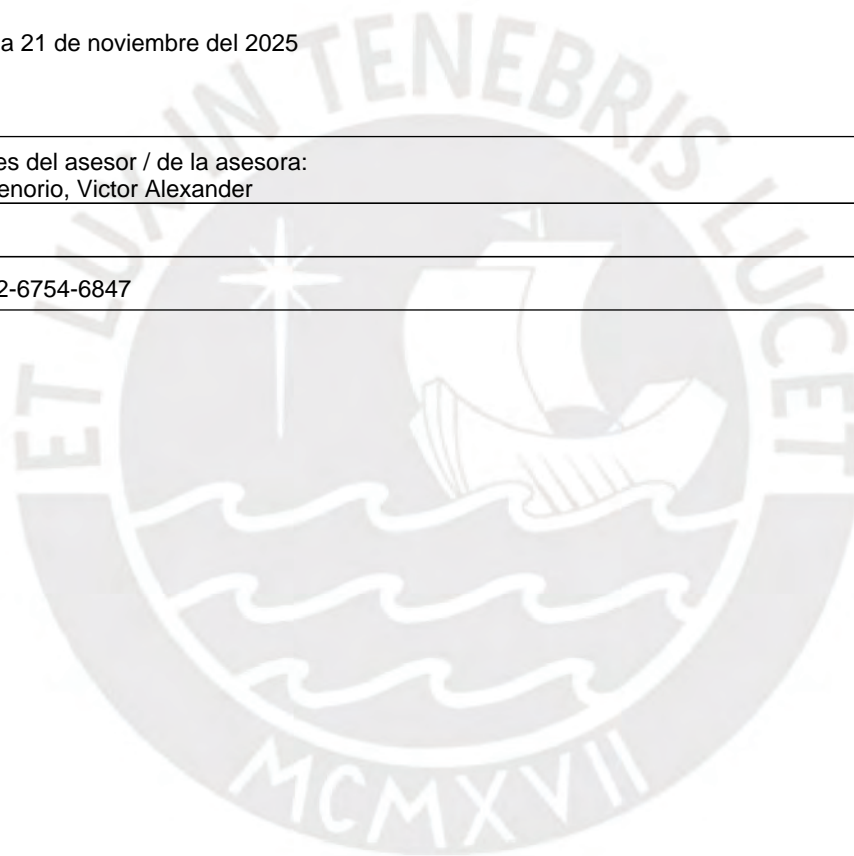 a 21 de noviembre del 2025
es del asesor / de la asesora:
enorio, Victor Alexander
2-6754-6847
ET LUX IN TENEBRIS LUCET
MCMXVII